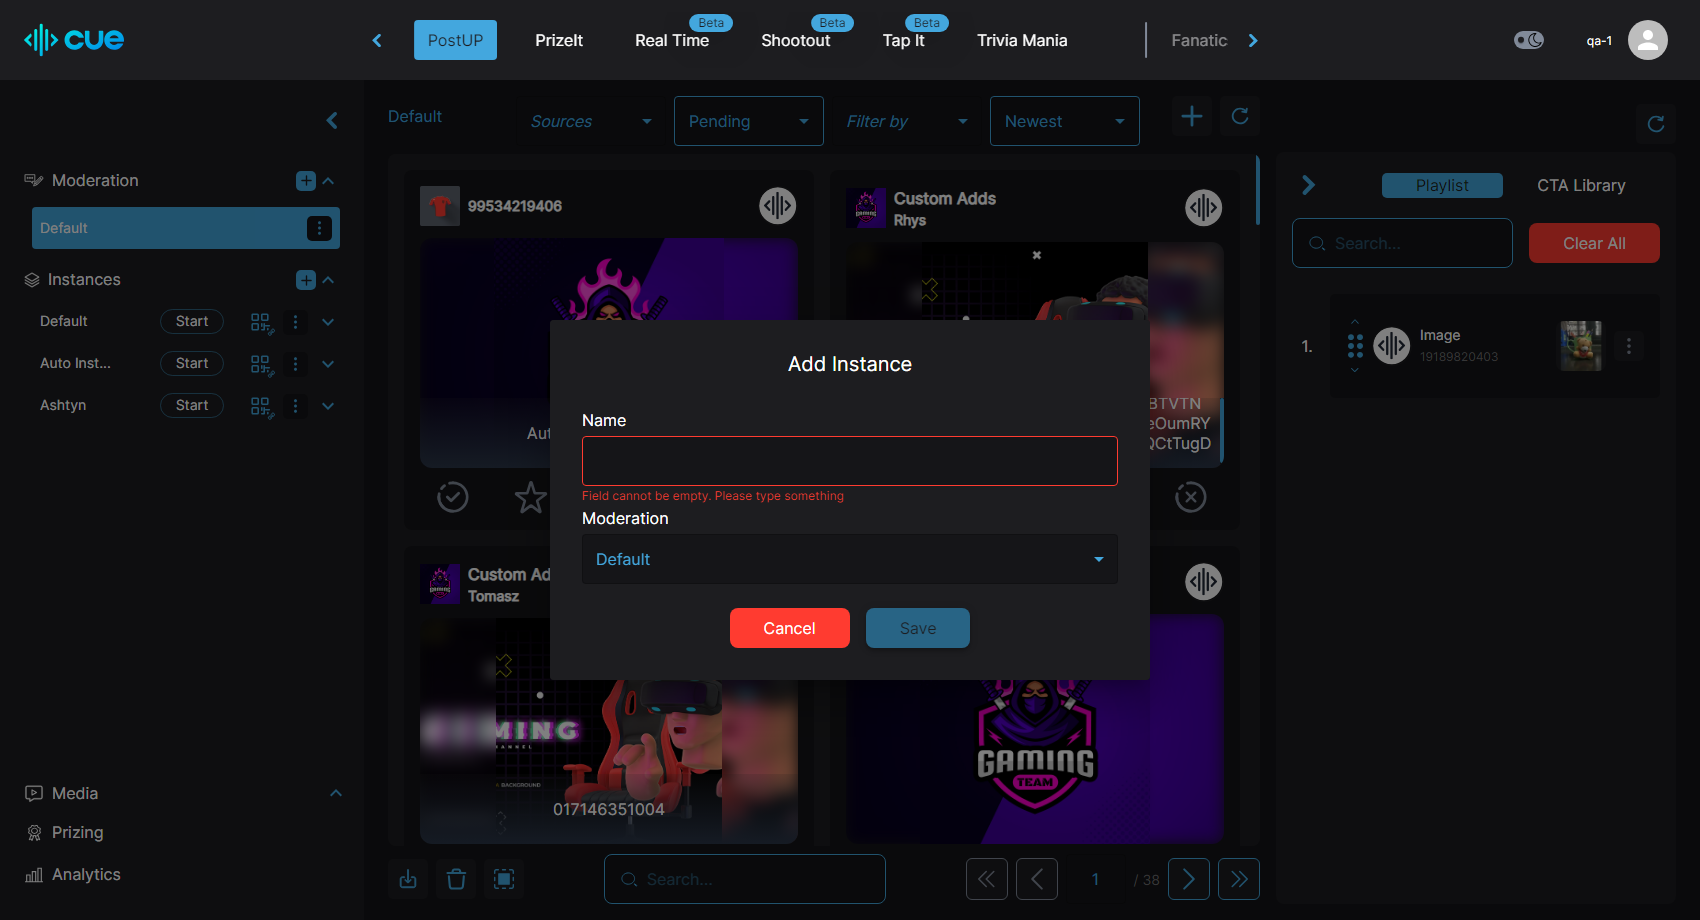 cue
PostUP
PrizeIt
Real Time
Beta
Shootout
Beta
Tap It
Beta
Trivia Mania
Fanatic
qa-1
Default
Sources
Pending
Filter by
Newest
Moderation
Default
Instances
Default
Start
Auto Inst...
Start
Ashtyn
Start
Media
Prizing
Analytics
99534219406
Aut
Custom Adds
Rhys
BTVTN
eOumRY
QCtTugD
Add Instance
Name
Field cannot be empty. Please type something
Moderation
Default
Cancel
Save
Custom Ad
Tomasz
MING
BACKGROUND
017146351004
GAMING
TEAM
Search...
1
/ 38
Playlist
CTA Library
Search...
Clear All
1.
Image
19189820403